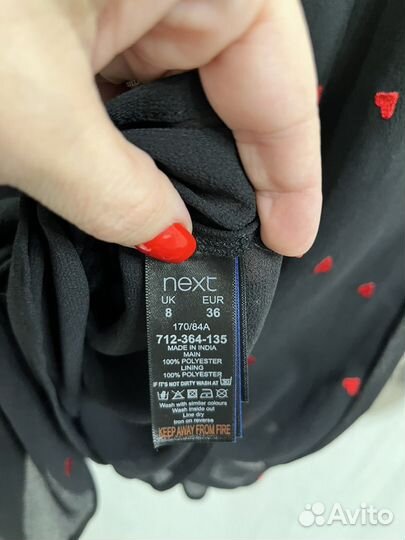 next
UK EUR
8 36
170/84A
712-364-135
MADE IN INDIA
MAIN
100% POLYESTER
LINING
100% POLYESTER
IF IT'S NOT DIRTY WASH AT
Wash with similar colours
Wash inside out
Line dry
Iron on reverse
KEEP AWAY FROM FIRE
Avito